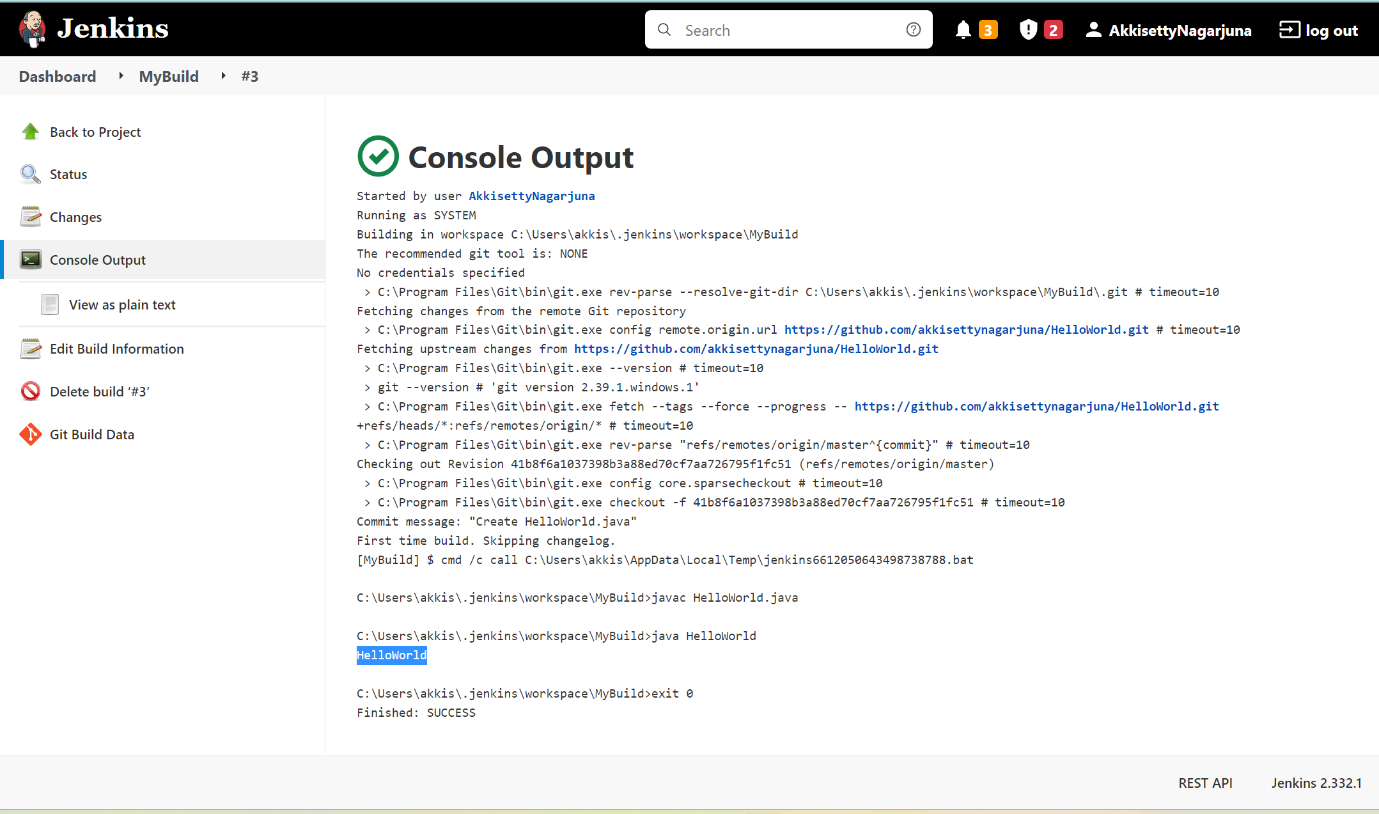 Jenkins
Search
3
2
AkkisettyNagarjuna
log out
Dashboard
MyBuild
#3
Back to Project
Status
Changes
Console Output
View as plain text
Edit Build Information
Delete build ‘#3’
Git Build Data
Console Output
Started by user AkkisettyNagarjuna
Running as SYSTEM
Building in workspace C:\Users\akkis\.jenkins\workspace\MyBuild
The recommended git tool is: NONE
No credentials specified
> C:\Program Files\Git\bin\git.exe rev-parse --resolve-git-dir C:\Users\akkis\.jenkins\workspace\MyBuild\.git # timeout=10
Fetching changes from the remote Git repository
> C:\Program Files\Git\bin\git.exe config remote.origin.url https://github.com/akkisettynagarjuna/HelloWorld.git # timeout=10
Fetching upstream changes from https://github.com/akkisettynagarjuna/HelloWorld.git
> C:\Program Files\Git\bin\git.exe --version # timeout=10
> git --version # 'git version 2.39.1.windows.1'
> C:\Program Files\Git\bin\git.exe fetch --tags --force --progress -- https://github.com/akkisettynagarjuna/HelloWorld.git
+refs/heads/*:refs/remotes/origin/* # timeout=10
> C:\Program Files\Git\bin\git.exe rev-parse "refs/remotes/origin/master^{commit}" # timeout=10
Checking out Revision 41b8f6a1037398b3a88ed70cf7aa726795f1fc51 (refs/remotes/origin/master)
> C:\Program Files\Git\bin\git.exe config core.sparsecheckout # timeout=10
> C:\Program Files\Git\bin\git.exe checkout -f 41b8f6a1037398b3a88ed70cf7aa726795f1fc51 # timeout=10
Commit message: "Create HelloWorld.java"
First time build. Skipping changelog.
[MyBuild] $ cmd /c call C:\Users\akkis\AppData\Local\Temp\jenkins6612050643498738788.bat
C:\Users\akkis\.jenkins\workspace\MyBuild>javac HelloWorld.java
C:\Users\akkis\.jenkins\workspace\MyBuild>java HelloWorld
HelloWorld
C:\Users\akkis\.jenkins\workspace\MyBuild>exit 0
Finished: SUCCESS
REST API
Jenkins 2.332.1